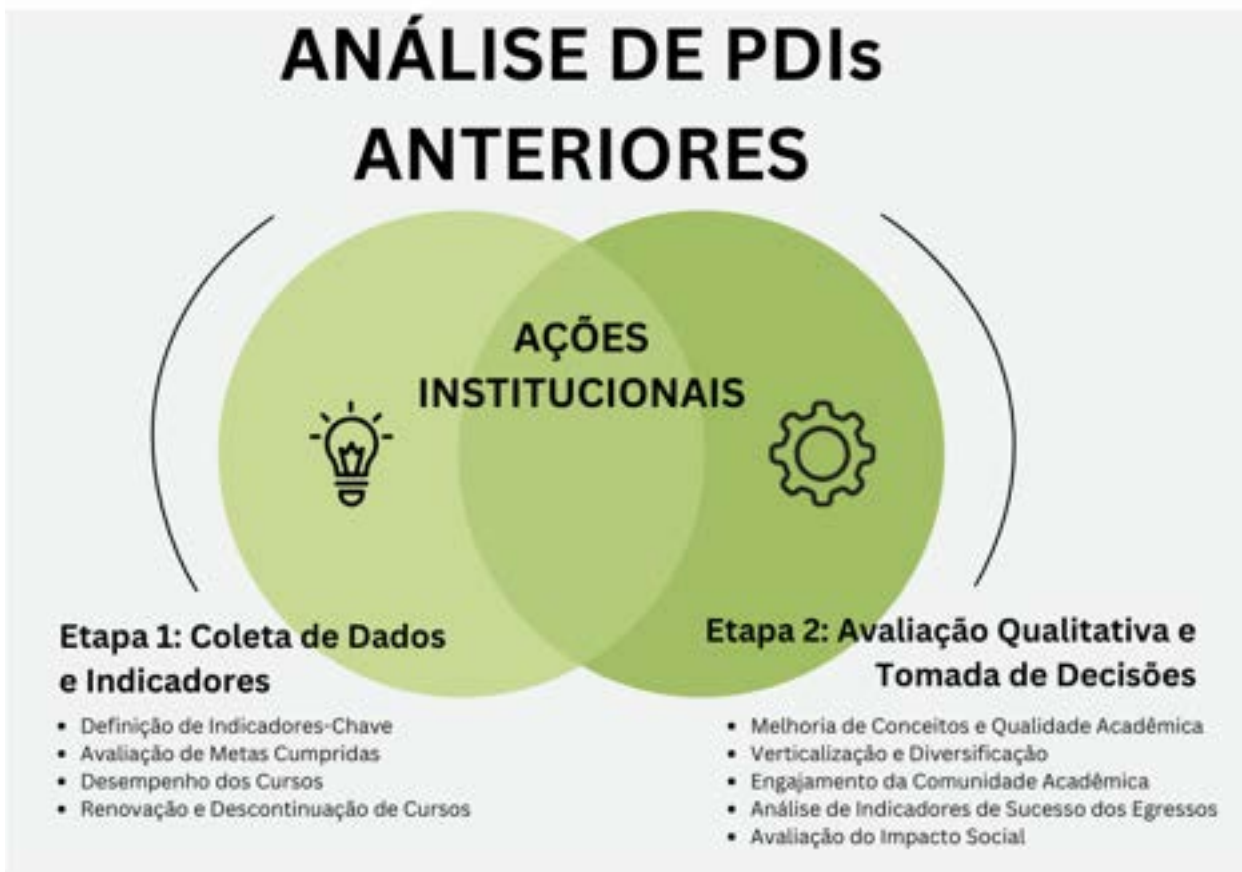 ANÁLISE DE PDIs
ANTERIORES
AÇÕES
INSTITUCIONAIS
Etapa 1: Coleta de Dados
e Indicadores
• Definição de Indicadores-Chave
• Avaliação de Metas Cumpridas
• Desempenho dos Cursos
• Renovação e Descontinuação de Cursos
Etapa 2: Avaliação Qualitativa e
Tomada de Decisões
• Melhoria de Conceitos e Qualidade Acadêmica
• Verticalização e Diversificação
• Engajamento da Comunidade Acadêmica
• Análise de Indicadores de Sucesso dos Egressos
• Avaliação do Impacto Social